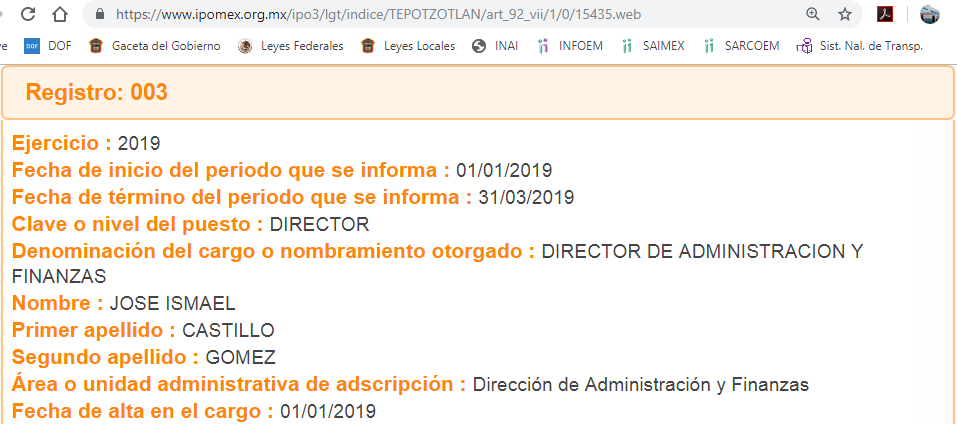 https://www.ipomex.org.mx/ipo3/lgt/indice/TEPOTZOTLAN/art_92_vii/1/0/15435.web
DOF DOF Gaceta del Gobierno Leyes Federales Leyes Locales INAI INFOEM SAIMEX SARCOEM Sist. Nal. de Transp.
Registro: 003
Ejercicio : 2019
Fecha de inicio del periodo que se informa : 01/01/2019
Fecha de término del periodo que se informa : 31/03/2019
Clave o nivel del puesto : DIRECTOR
Denominación del cargo o nombramiento otorgado : DIRECTOR DE ADMINISTRACION Y
FINANZAS
Nombre : JOSE ISMAEL
Primer apellido : CASTILLO
Segundo apellido : GOMEZ
Área o unidad administrativa de adscripción : Dirección de Administración y Finanzas
Fecha de alta en el cargo : 01/01/2019